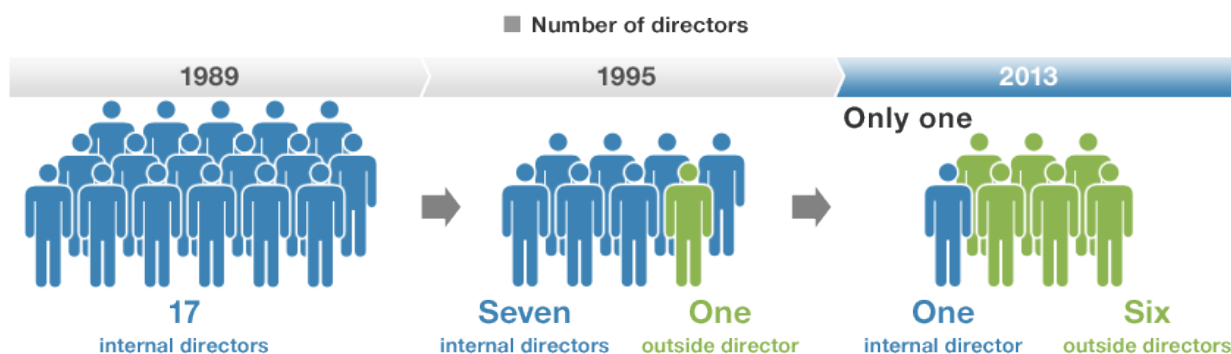 Number of directors
1989
1995
2013
Only one
17
internal directors
Seven
internal directors
One
outside director
One
internal director
Six
outside directors